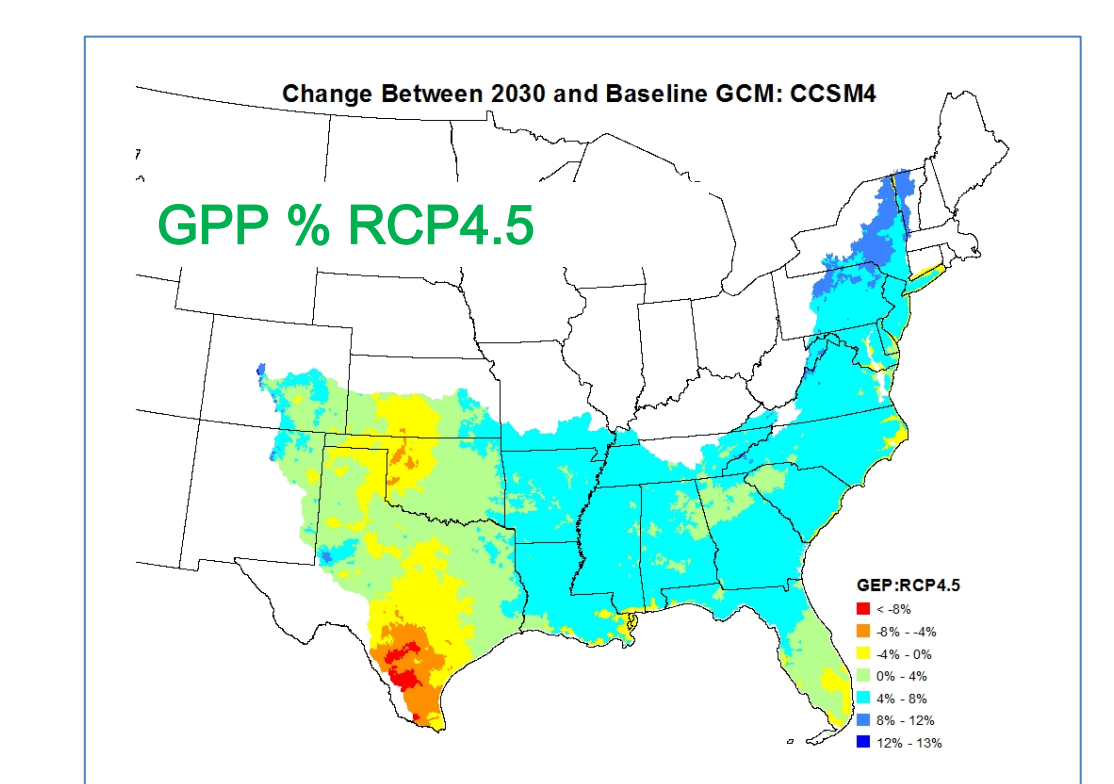 Change Between 2030 and Baseline GCM: CCSM4
GPP % RCP4.5
GEP:RCP4.5
< -8%
-8% - -4%
-4% - 0%
0% - 4%
4% - 8%
8% - 12%
12% - 13%